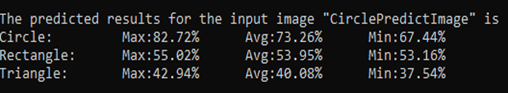 The predicted results for the input image "CirclePredictImage" is
Circle: Max:82.72% Avg:73.26% Min:67.44%
Rectangle: Max:55.02% Avg:53.95% Min:53.16%
Triangle: Max:42.94% Avg:40.08% Min:37.54%